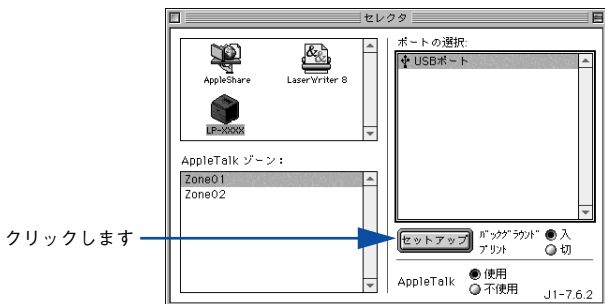 セレクタ
AppleShare
LaserWriter 8
LP-XXXX
AppleTalk ゾーン：
Zone01
Zone02
ポートの選択:
USBポート
クリックします
セットアップ
ﾊﾞｯｸｸﾞﾗｳﾝﾄﾞ
ﾌﾟﾘﾝﾄ
入
切
AppleTalk
使用
不使用
J1-7.6.2